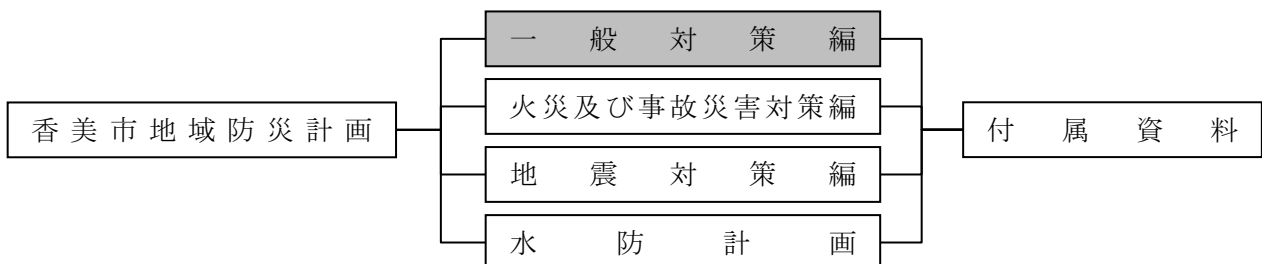 香美市地域防災計画
一般対策編
火災及び事故災害対策編
地震対策編
水防計画
付属資料